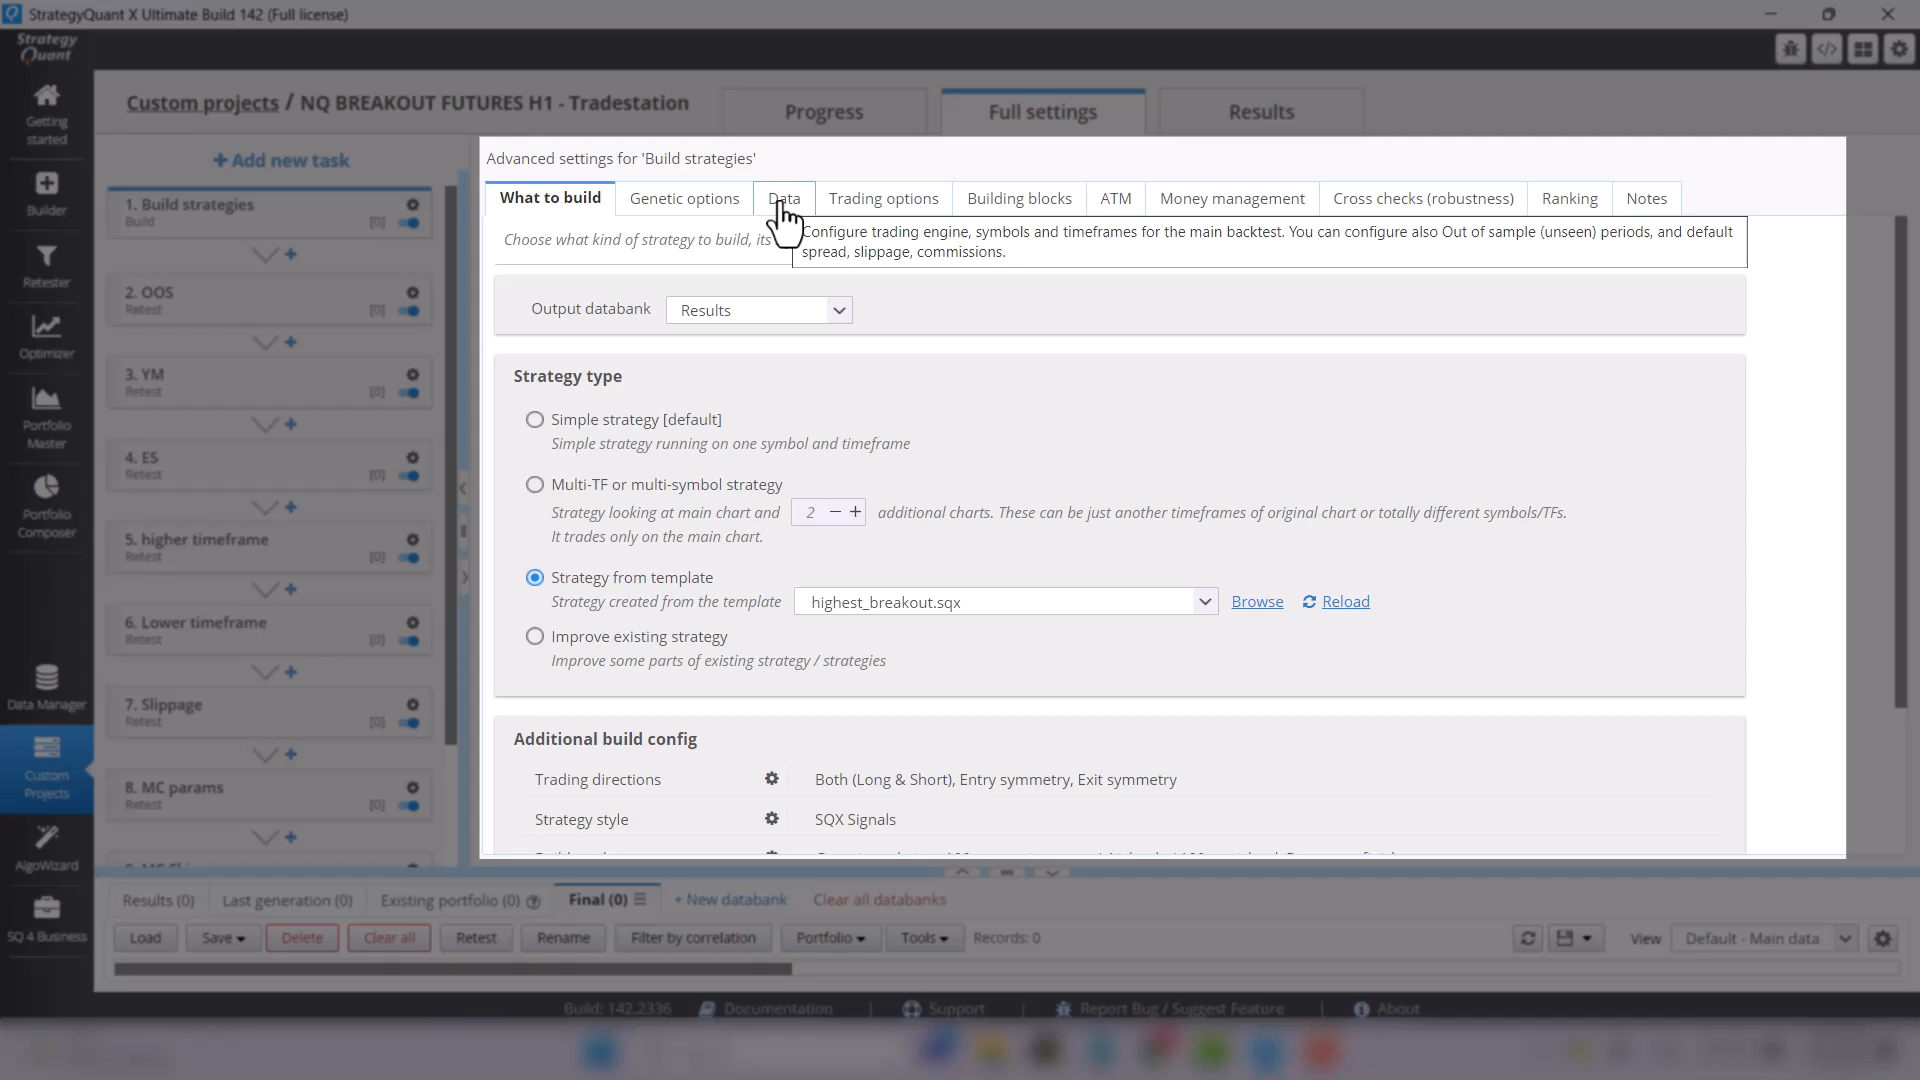 StrategyQuant X Ultimate Build 142 (Full license)
Strategy
Quant
Getting
started
Builder
Retester
Optimizer
Portfolio
Master
Portfolio
Composer
Data Manager
Custom
Projects
AlgoWizard
SQ 4 Business
Custom projects / NQ BREAKOUT FUTURES H1 - Tradestation
Progress
Full settings
Results
+ Add new task
1. Build strategies
Build [0]
2. OOS
Retest [0]
3. YM
Retest [0]
4. ES
Retest [0]
5. higher timeframe
Retest [0]
6. Lower timeframe
Retest [0]
7. Slippage
Retest [0]
8. MC params
Retest [0]
Advanced settings for 'Build strategies'
What to build Genetic options Data Trading options Building blocks ATM Money management Cross checks (robustness) Ranking Notes
Choose what kind of strategy to build, its
Configure trading engine, symbols and timeframes for the main backtest. You can configure also Out of sample (unseen) periods, and default
spread, slippage, commissions.
Output databank Results
Strategy type
Simple strategy [default]
Simple strategy running on one symbol and timeframe
Multi-TF or multi-symbol strategy
Strategy looking at main chart and 2 − + additional charts. These can be just another timeframes of original chart or totally different symbols/TFs.
It trades only on the main chart.
Strategy from template
Strategy created from the template highest_breakout.sqx Browse Reload
Improve existing strategy
Improve some parts of existing strategy / strategies
Additional build config
Trading directions Both (Long & Short), Entry symmetry, Exit symmetry
Strategy style SQX Signals
Results (0) Last generation (0) Existing portfolio (0) Final (0) + New databank Clear all databanks
Load Save Delete Clear all Retest Rename Filter by correlation Portfolio Tools Records: 0 View Default - Main data
Build: 142.2336 Documentation | Support | Report Bug / Suggest Feature | About